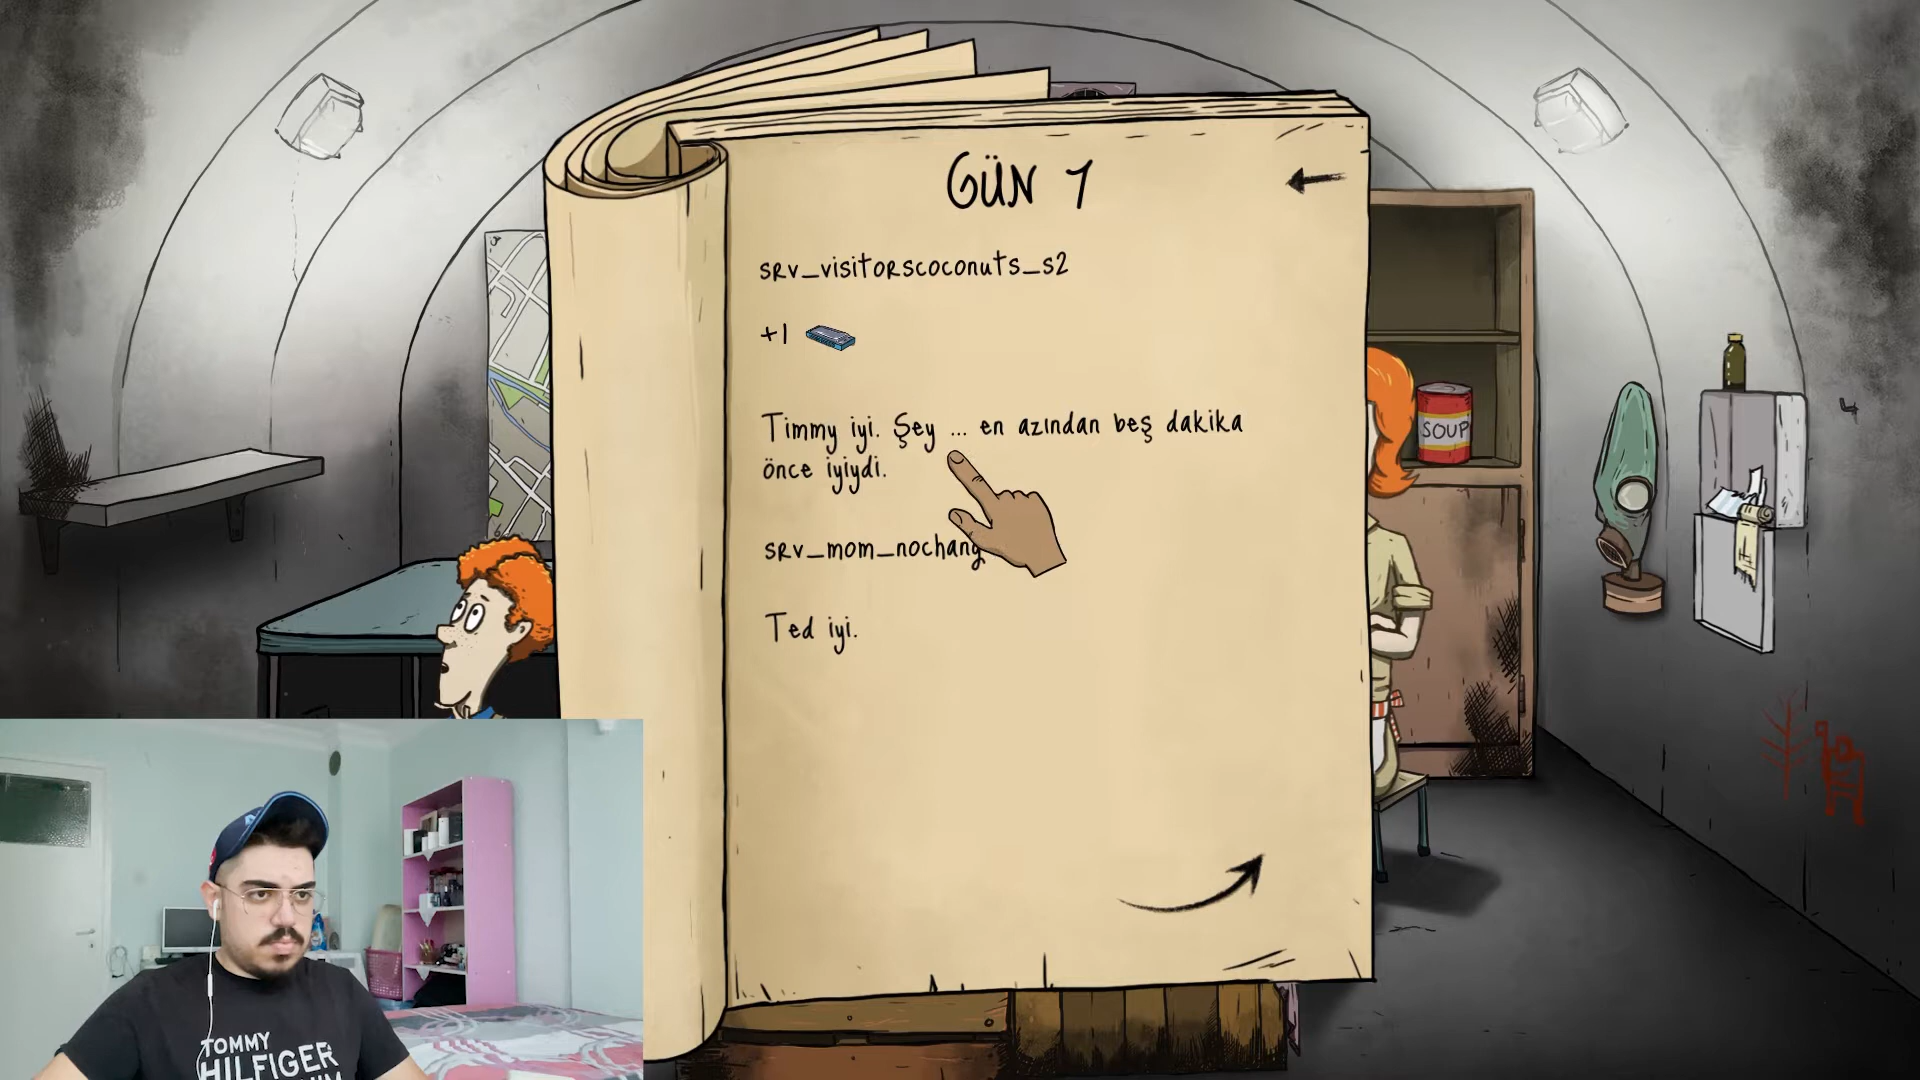 GÜN 7
srv_visitorscoconuts_s2
+1
Timmy iyi. Şey ... en azından beş dakika
önce iyiydi.
srv_mom_nochang
Ted iyi.
SOUP
TOMMY
HILFIGER